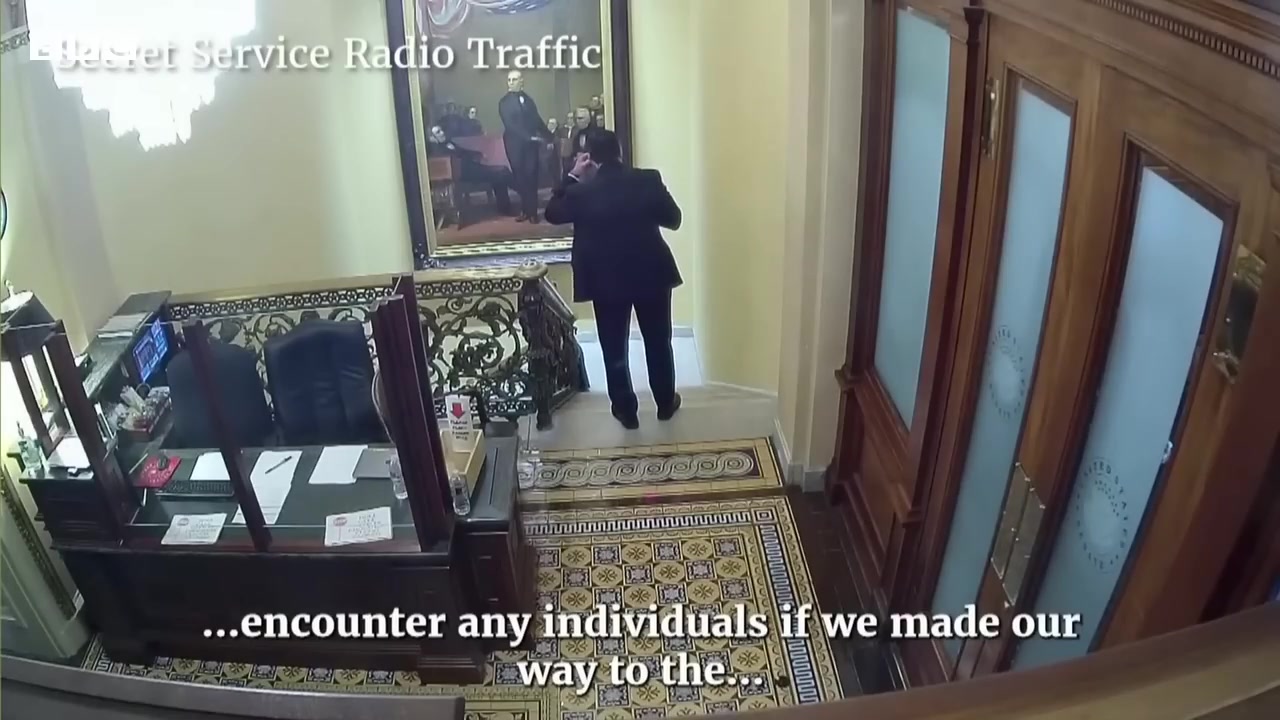 Secret Service Radio Traffic
...encounter any individuals if we made our
way to the...